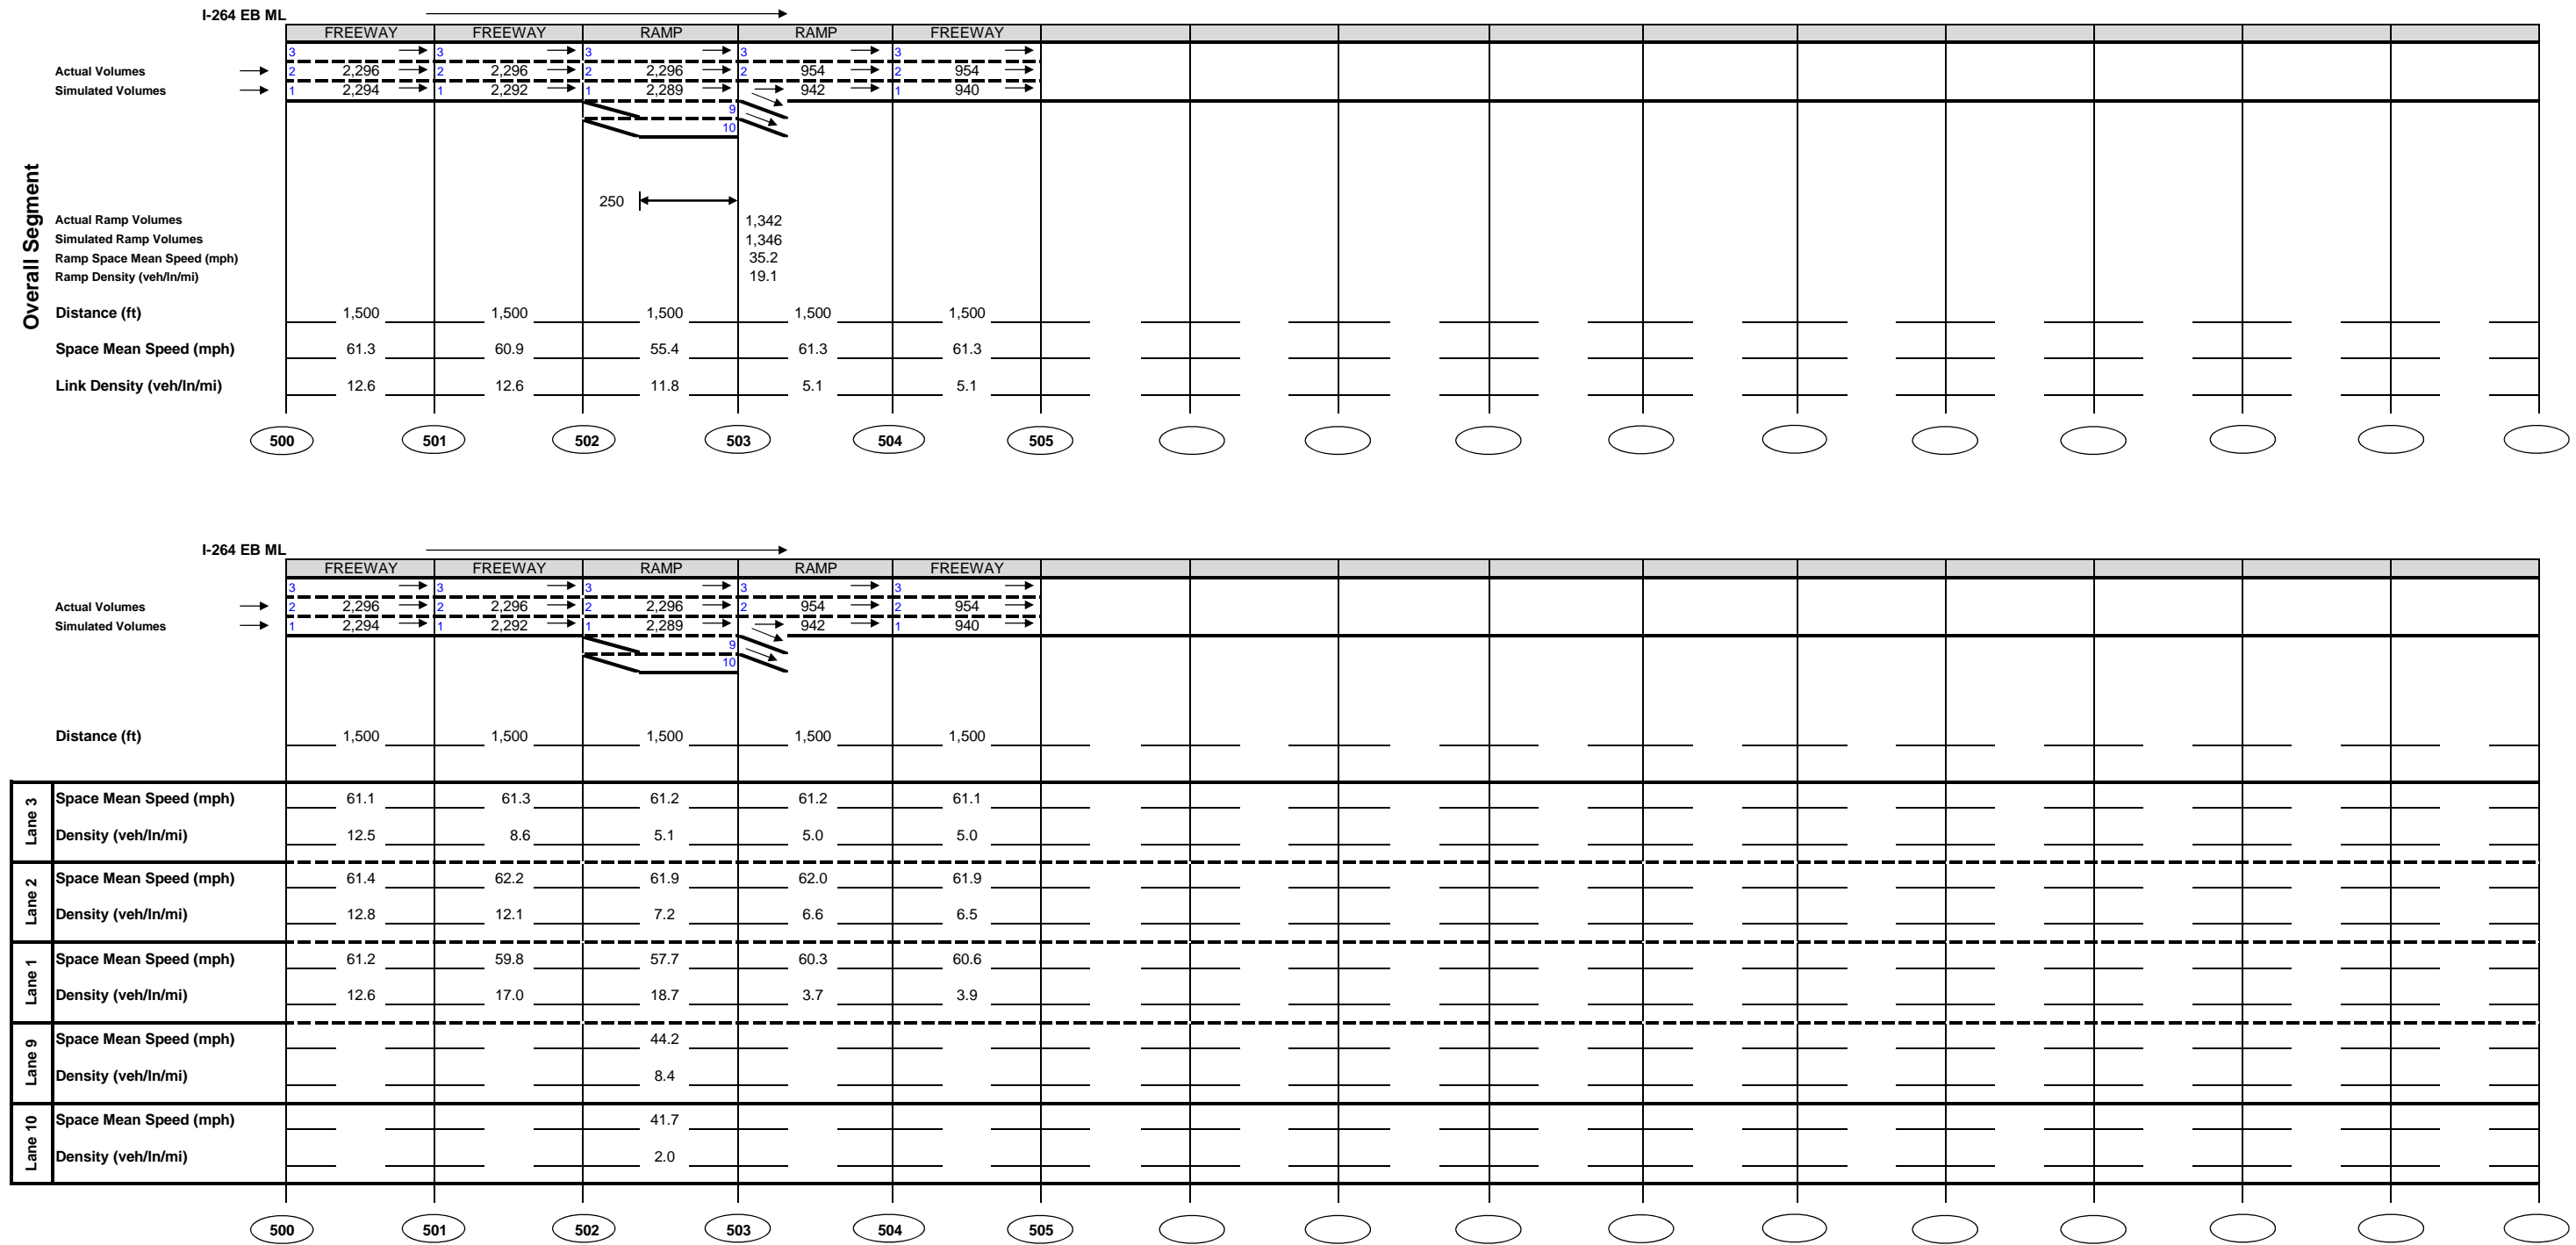 I-264 EB ML
FREEWAY FREEWAY RAMP RAMP FREEWAY
3 3 3 3 3
Actual Volumes 2 2,296 2 2,296 2 2,296 2 954 2 954
Simulated Volumes 1 2,294 1 2,292 1 2,289 942 1 940
9
10
Overall Segment
250
Actual Ramp Volumes 1,342
Simulated Ramp Volumes 1,346
Ramp Space Mean Speed (mph) 35.2
Ramp Density (veh/ln/mi) 19.1
Distance (ft) 1,500 1,500 1,500 1,500 1,500
Space Mean Speed (mph) 61.3 60.9 55.4 61.3 61.3
Link Density (veh/ln/mi) 12.6 12.6 11.8 5.1 5.1
500 501 502 503 504 505
I-264 EB ML
FREEWAY FREEWAY RAMP RAMP FREEWAY
3 3 3 3 3
Actual Volumes 2 2,296 2 2,296 2 2,296 2 954 2 954
Simulated Volumes 1 2,294 1 2,292 1 2,289 942 1 940
9
10
Distance (ft) 1,500 1,500 1,500 1,500 1,500
Lane 3
Space Mean Speed (mph) 61.1 61.3 61.2 61.2 61.1
Density (veh/ln/mi) 12.5 8.6 5.1 5.0 5.0
Lane 2
Space Mean Speed (mph) 61.4 62.2 61.9 62.0 61.9
Density (veh/ln/mi) 12.8 12.1 7.2 6.6 6.5
Lane 1
Space Mean Speed (mph) 61.2 59.8 57.7 60.3 60.6
Density (veh/ln/mi) 12.6 17.0 18.7 3.7 3.9
Lane 9
Space Mean Speed (mph) 44.2
Density (veh/ln/mi) 8.4
Lane 10
Space Mean Speed (mph) 41.7
Density (veh/ln/mi) 2.0
500 501 502 503 504 505